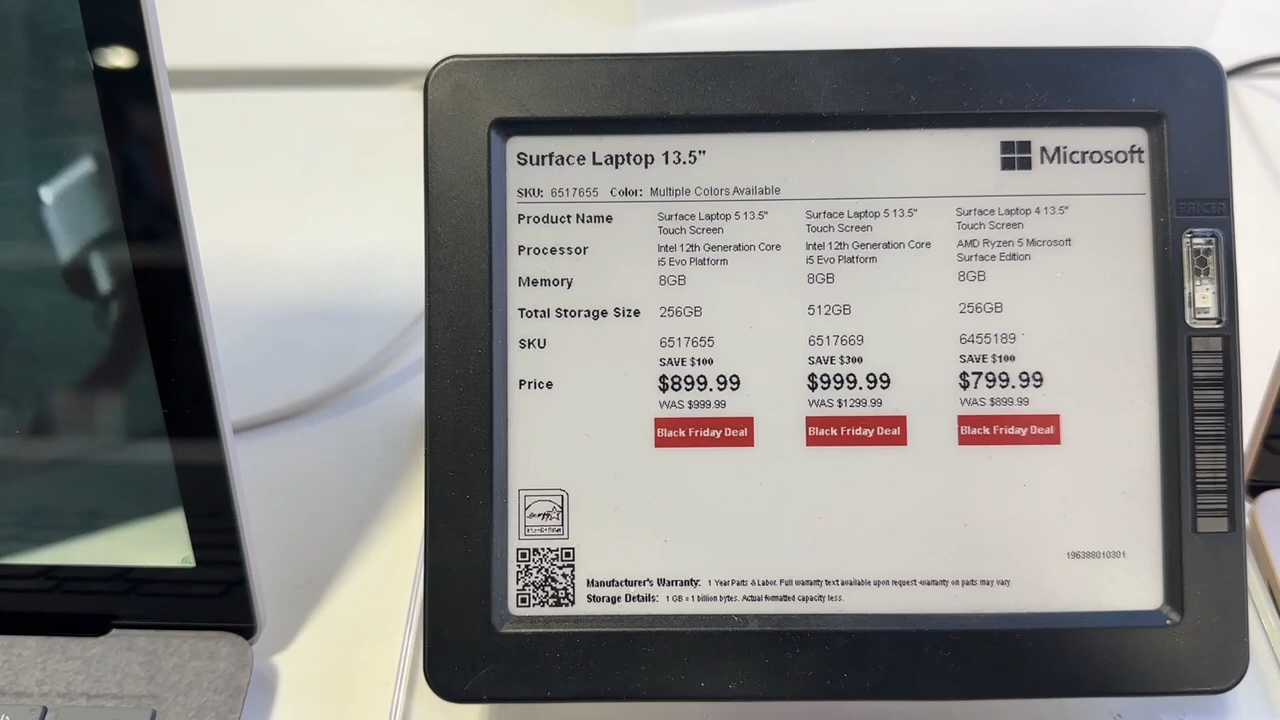 Surface Laptop 13.5"
Microsoft
SKU: 6517655 Color: Multiple Colors Available
Product Name Surface Laptop 5 13.5" Surface Laptop 5 13.5" Surface Laptop 4 13.5"
Touch Screen Touch Screen Touch Screen
Processor Intel 12th Generation Core Intel 12th Generation Core AMD Ryzen 5 Microsoft
i5 Evo Platform i5 Evo Platform Surface Edition
Memory 8GB 8GB 8GB
Total Storage Size 256GB 512GB 256GB
SKU 6517655 6517669 6455189
SAVE $100 SAVE $300 SAVE $100
Price $899.99 $999.99 $799.99
WAS $999.99 WAS $1299.99 WAS $899.99
Black Friday Deal Black Friday Deal Black Friday Deal
196388010301
Manufacturer's Warranty: 1 Year Parts & Labor. Full warranty text available upon request -warranty on parts may vary
Storage Details: 1 GB = 1 billion bytes. Actual formatted capacity less.
PRICER